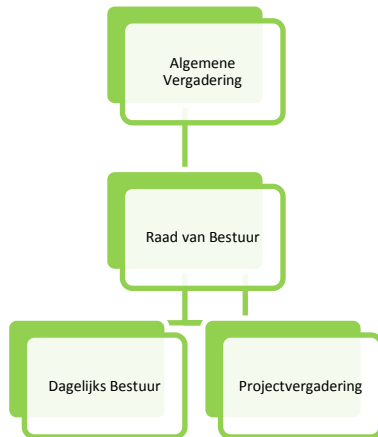 Algemene
Vergadering
Raad van Bestuur
Dagelijks Bestuur
Projectvergadering